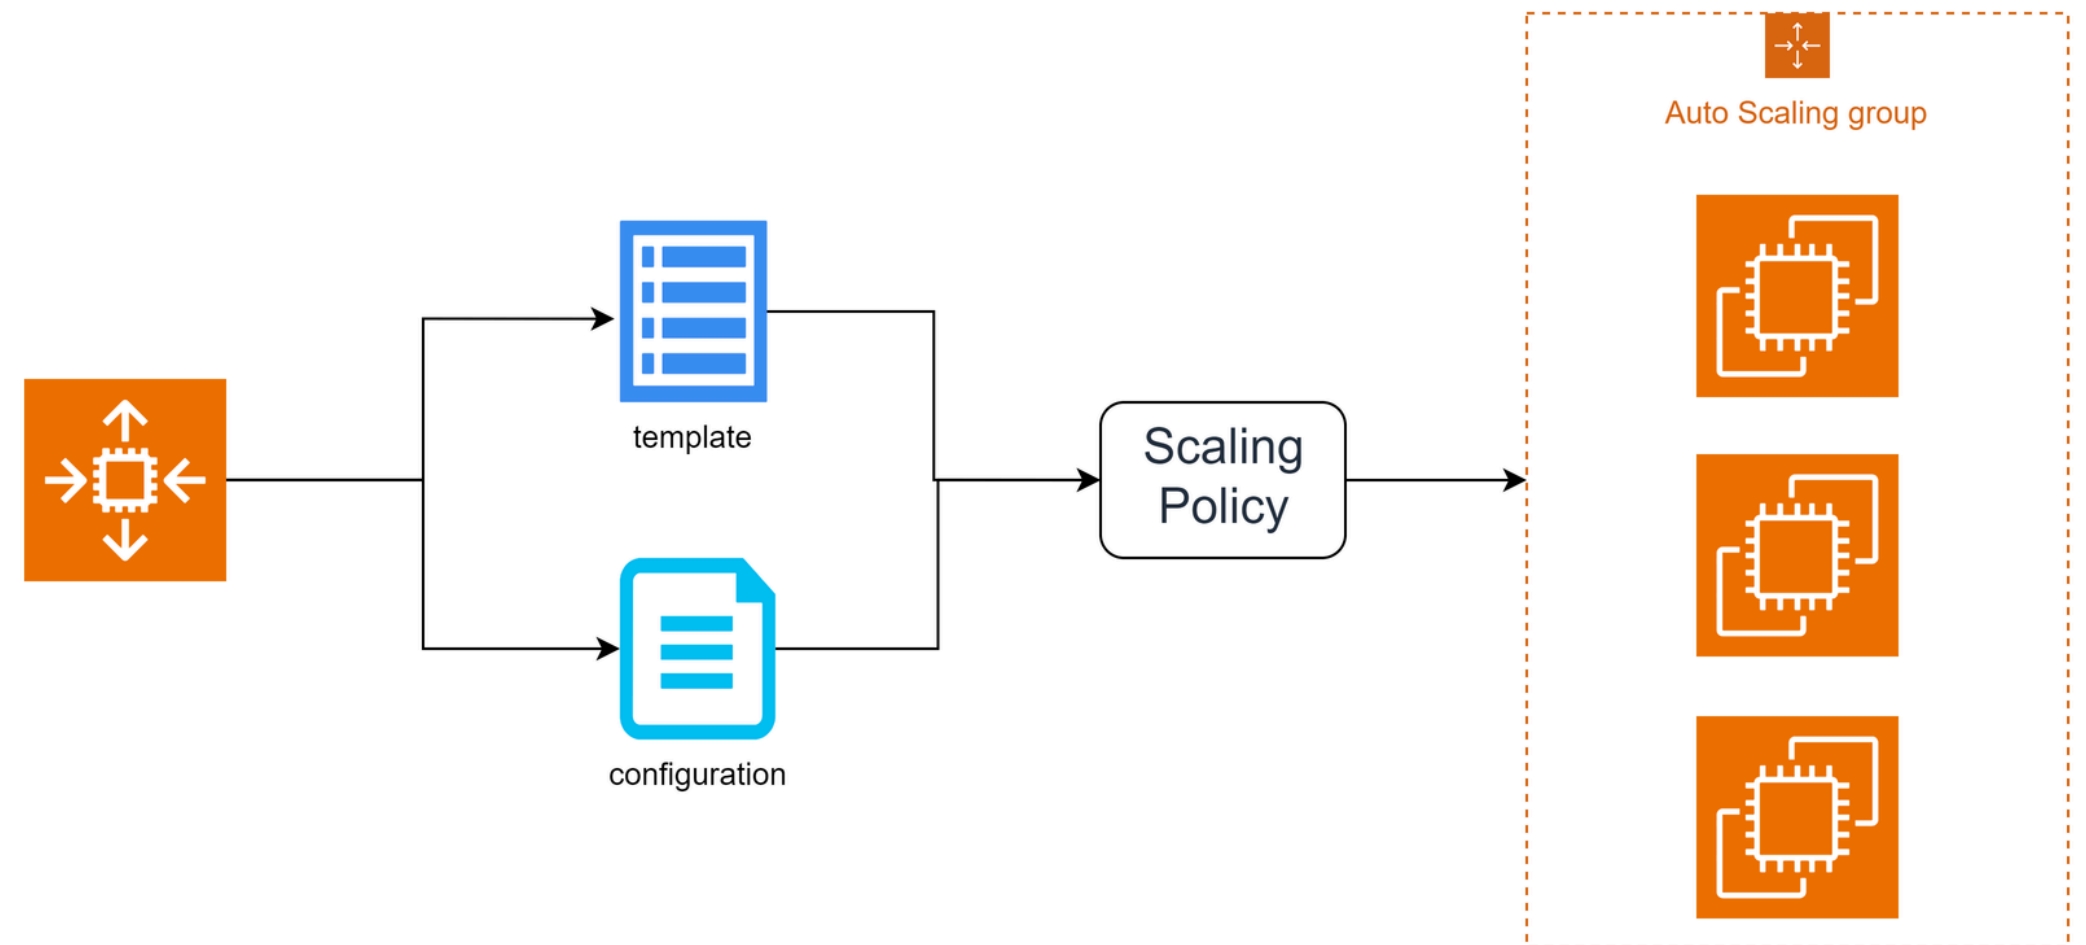 Auto Scaling group
template
Scaling
Policy
configuration